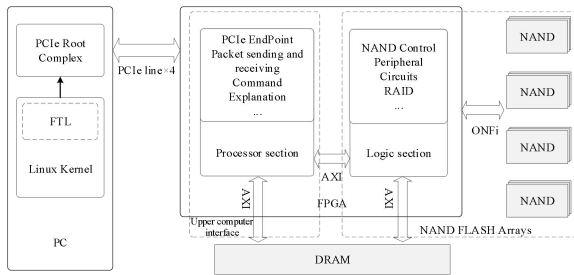 PCIe Root
Complex
FTL
Linux Kernel
PC
PCIe line×4
PCIe EndPoint
Packet sending and
receiving
Command
Explanation
...
Processor section
AXI
NAND Control
Peripheral
Circuits
RAID
...
Logic section
AXI
AXI
FPGA
Upper computer
interface
ONFi
NAND
NAND
NAND
NAND
NAND FLASH Arrays
DRAM